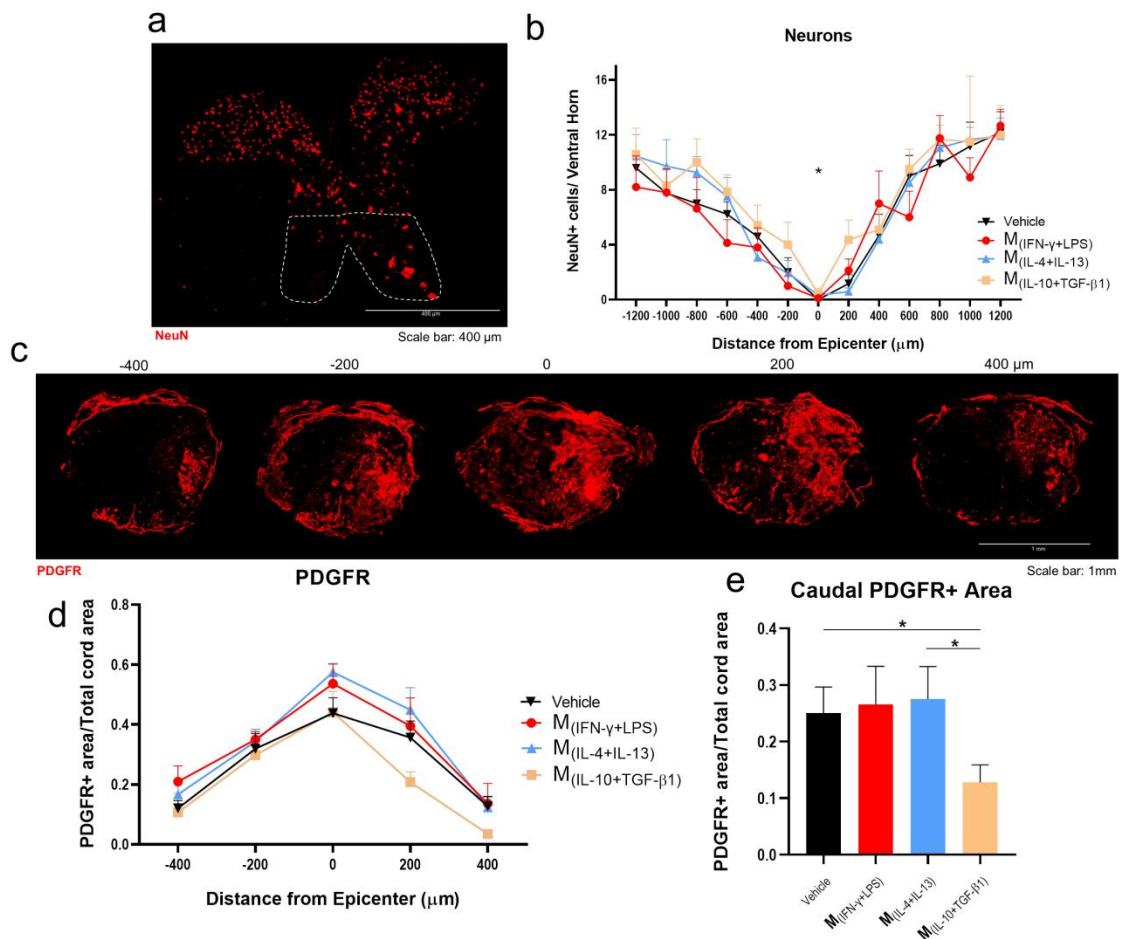 a
NeuN
400 µm
Scale bar: 400 µm
b
Neurons
NeuN+ cells/ Ventral Horn
16
12
8
4
0
*
-1200 -1000 -800 -600 -400 -200 0 200 400 600 800 1000 1200
Distance from Epicenter (µm)
Vehicle
M(IFN-γ+LPS)
M(IL-4+IL-13)
M(IL-10+TGF-β1)
c
-400 -200 0 200 400 µm
1 mm
PDGFR
Scale bar: 1mm
d
PDGFR
PDGFR+ area/Total cord area
0.8
0.6
0.4
0.2
0.0
-400 -200 0 200 400
Distance from Epicenter (µm)
Vehicle
M(IFN-γ+LPS)
M(IL-4+IL-13)
M(IL-10+TGF-β1)
e
Caudal PDGFR+ Area
PDGFR+ area/Total cord area
0.4
0.3
0.2
0.1
0.0
*
*
Vehicle
M(IFN-γ+LPS)
M(IL-4+IL-13)
M(IL-10+TGF-β1)